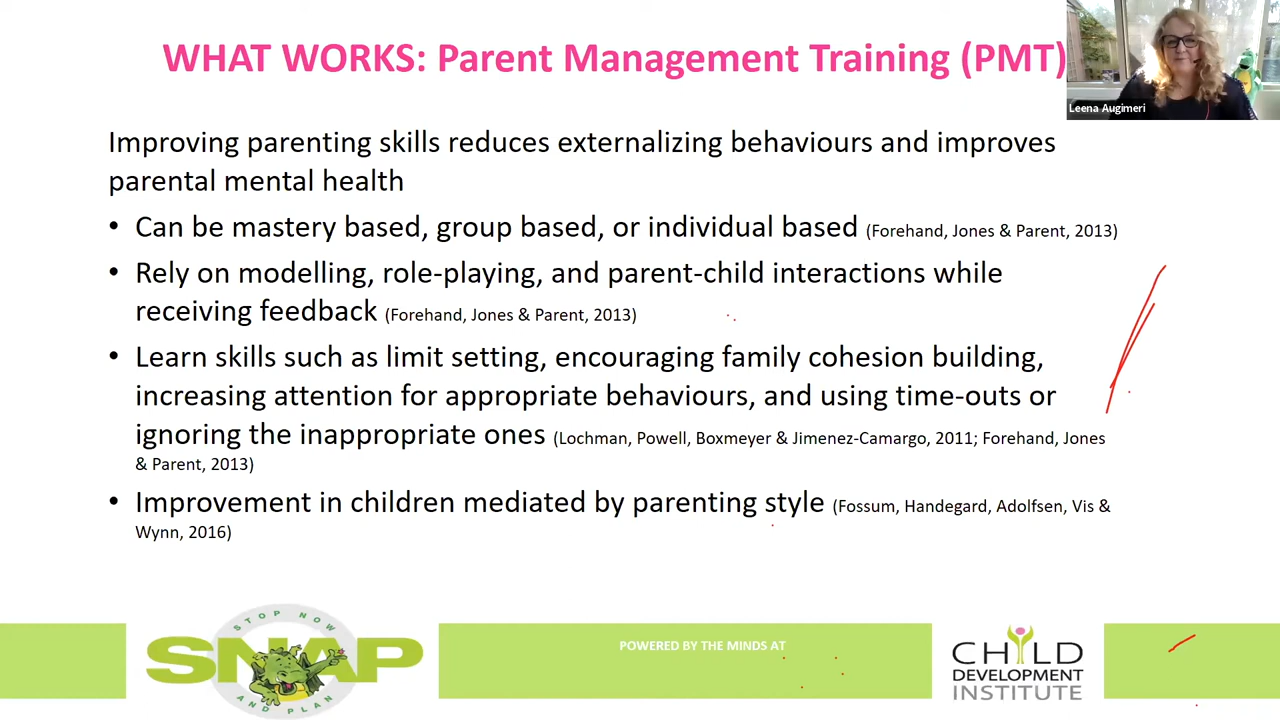 WHAT WORKS: Parent Management Training (PMT)
Leena Augimeri
Improving parenting skills reduces externalizing behaviours and improves
parental mental health
• Can be mastery based, group based, or individual based (Forehand, Jones & Parent, 2013)
• Rely on modelling, role-playing, and parent-child interactions while
receiving feedback (Forehand, Jones & Parent, 2013)
• Learn skills such as limit setting, encouraging family cohesion building,
increasing attention for appropriate behaviours, and using time-outs or
ignoring the inappropriate ones (Lochman, Powell, Boxmeyer & Jimenez-Camargo, 2011; Forehand, Jones
& Parent, 2013)
• Improvement in children mediated by parenting style (Fossum, Handegard, Adolfsen, Vis &
Wynn, 2016)
STOP NOW
SNAP
AND PLAN
POWERED BY THE MINDS AT
CHILD
DEVELOPMENT
INSTITUTE